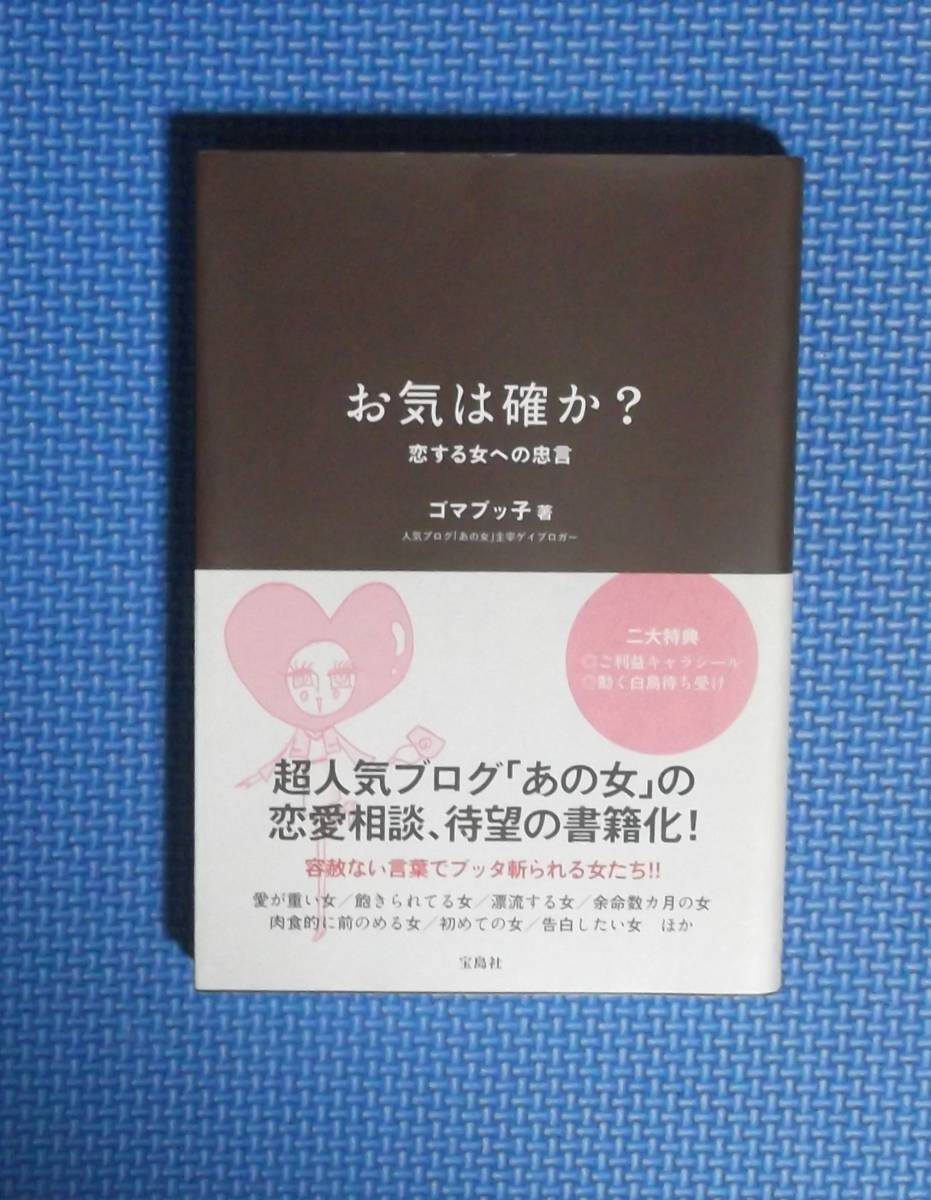 お気は確か?
恋する女への忠言
ゴマブッ子 著
人気ブログ「あの女」主宰ゲイブロガー
二大特典
◎ご利益キャラシール
◎動く白鳥待ち受け
超人気ブログ「あの女」の
恋愛相談、待望の書籍化!
容赦ない言葉でブッタ斬られる女たち!!
愛が重い女/飽きられてる女/漂流する女/余命数カ月の女
肉食的に前のめる女/初めての女/告白したい女 ほか
宝島社